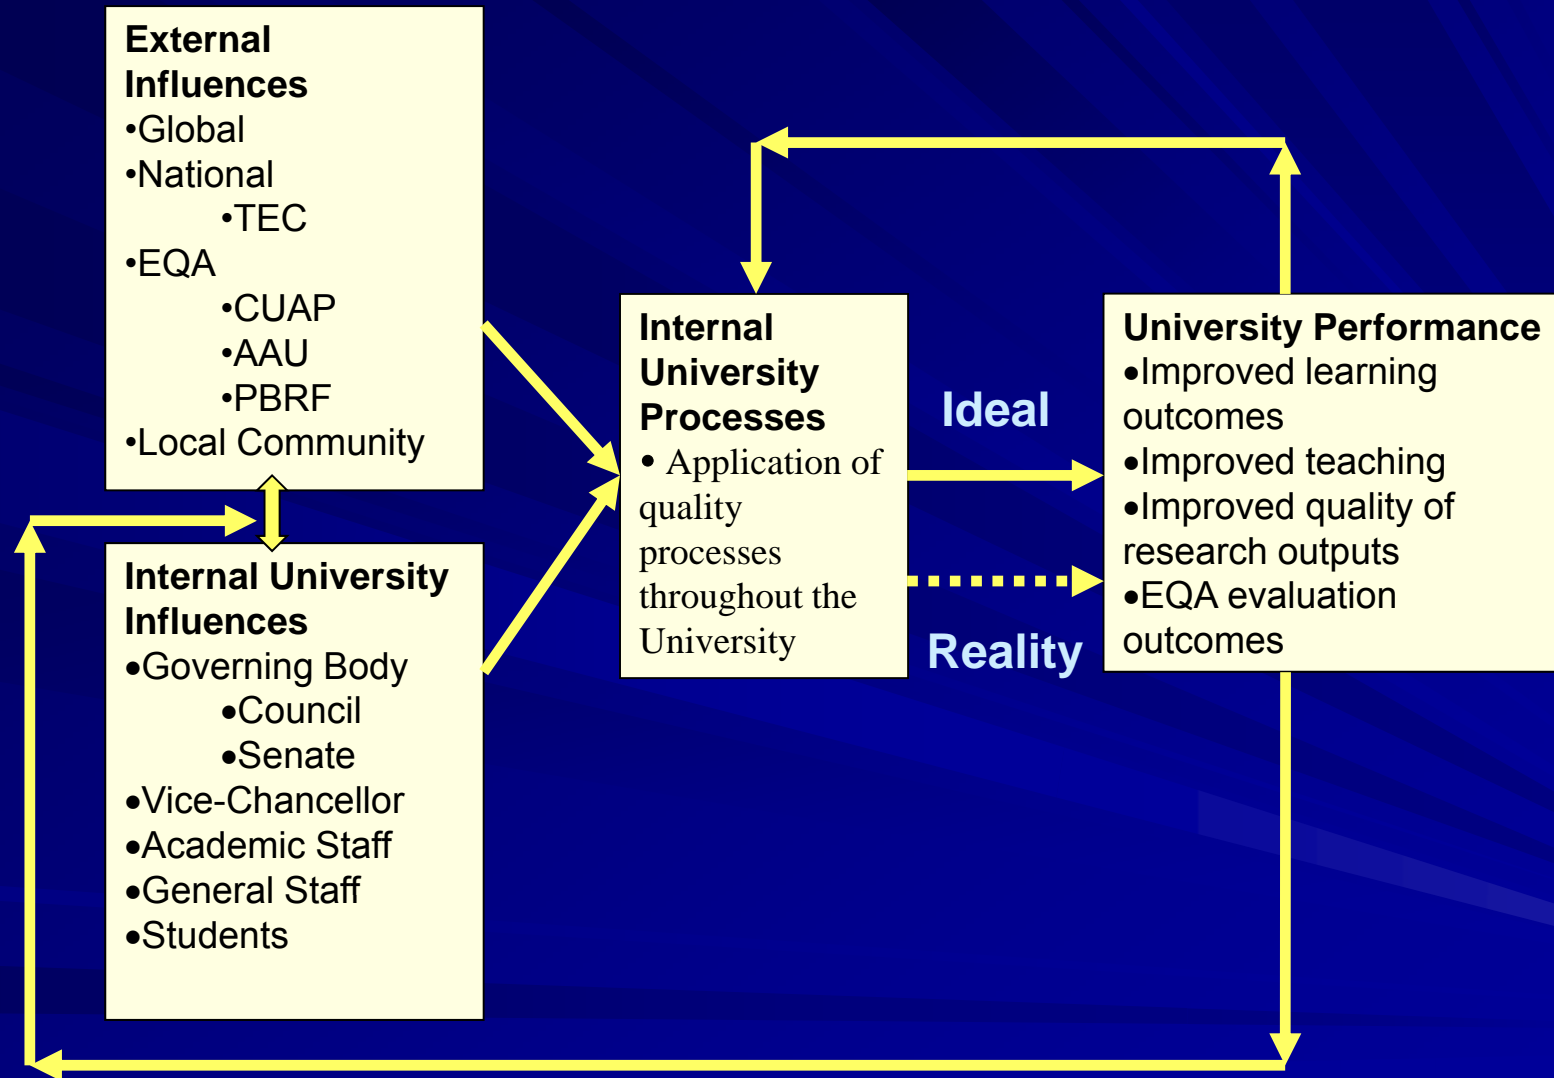 External
Influences
•Global
•National
•TEC
•EQA
•CUAP
•AAU
•PBRF
•Local Community
Internal University
Influences
•Governing Body
•Council
•Senate
•Vice-Chancellor
•Academic Staff
•General Staff
•Students
Internal
University
Processes
• Application of
quality
processes
throughout the
University
Ideal
Reality
University Performance
•Improved learning
outcomes
•Improved teaching
•Improved quality of
research outputs
•EQA evaluation
outcomes